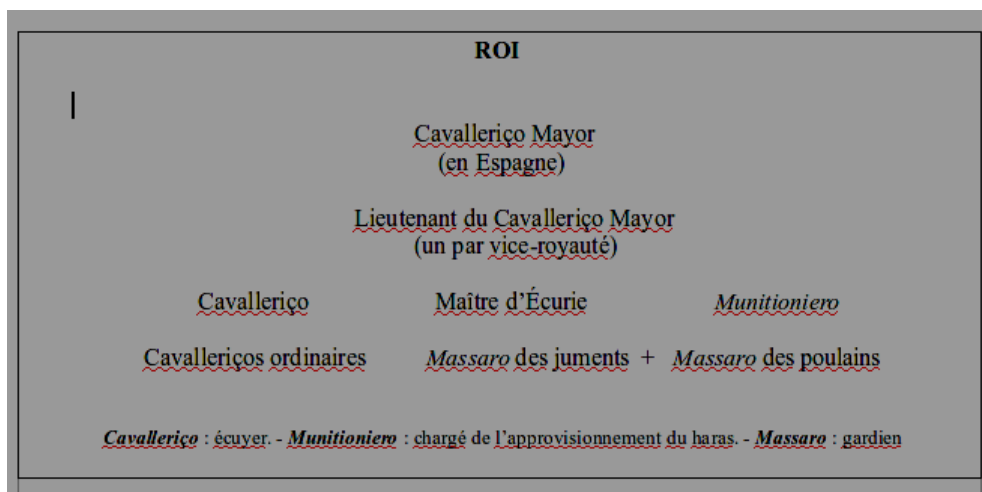 ROI
Cavalleriço Mayor
(en Espagne)
Lieutenant du Cavalleriço Mayor
(un par vice-royauté)
Cavalleriço Maître d’Écurie Munitioniero
Cavalleriços ordinaires Massaro des juments + Massaro des poulains
Cavalleriço : écuyer. - Munitioniero : chargé de l’approvisionnement du haras. - Massaro : gardien